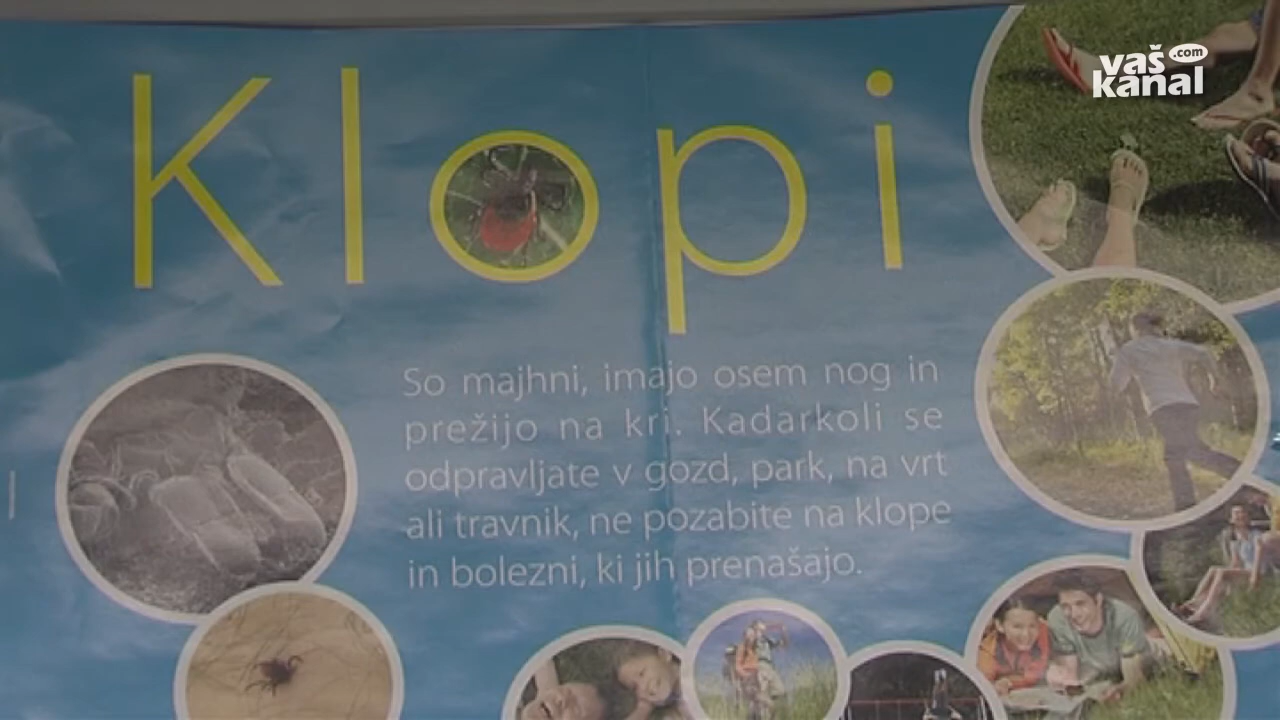 vaš .com
kanal
Klopi
So majhni, imajo osem nog in
prežijo na kri. Kadarkoli se
odpravljate v gozd, park, na vrt
ali travnik, ne pozabite na klope
in bolezni, ki jih prenašajo.